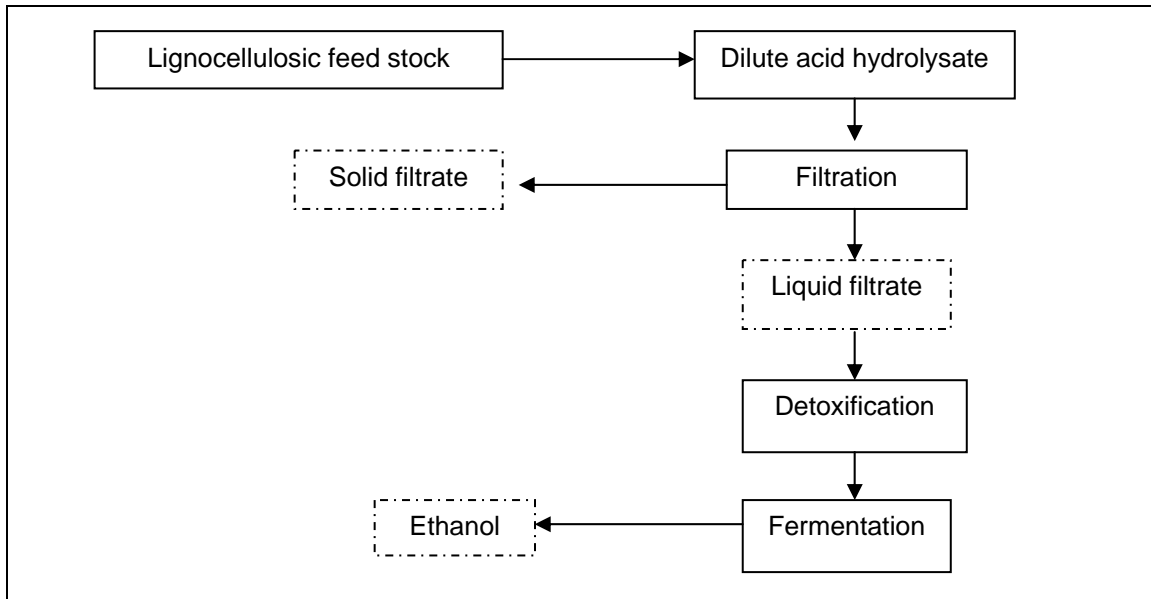 Lignocellulosic feed stock
Dilute acid hydrolysate
Solid filtrate
Filtration
Liquid filtrate
Detoxification
Ethanol
Fermentation